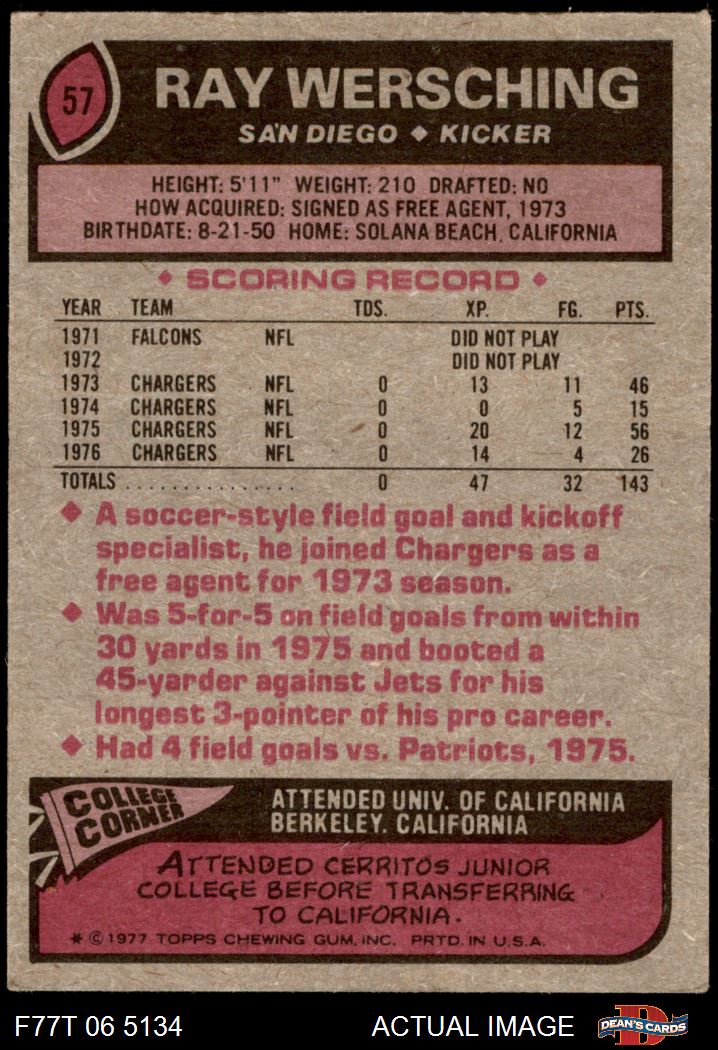 57
RAY WERSCHING
SAN DIEGO ◆ KICKER
HEIGHT: 5'11" WEIGHT: 210 DRAFTED: NO
HOW ACQUIRED: SIGNED AS FREE AGENT, 1973
BIRTHDATE: 8-21-50 HOME: SOLANA BEACH, CALIFORNIA
◆ SCORING RECORD ◆
YEAR TEAM TDS. XP. FG. PTS.
1971 FALCONS NFL DID NOT PLAY
1972 DID NOT PLAY
1973 CHARGERS NFL 0 13 11 46
1974 CHARGERS NFL 0 0 5 15
1975 CHARGERS NFL 0 20 12 56
1976 CHARGERS NFL 0 14 4 26
TOTALS ................ 0 47 32 143
◆ A soccer-style field goal and kickoff
specialist, he joined Chargers as a
free agent for 1973 season.
◆ Was 5-for-5 on field goals from within
30 yards in 1975 and booted a
45-yarder against Jets for his
longest 3-pointer of his pro career.
◆ Had 4 field goals vs. Patriots, 1975.
COLLEGE
CORNER
ATTENDED UNIV. OF CALIFORNIA
BERKELEY, CALIFORNIA
ATTENDED CERRITOS JUNIOR
COLLEGE BEFORE TRANSFERRING
TO CALIFORNIA.
* © 1977 TOPPS CHEWING GUM, INC. PRTD. IN U.S.A.
F77T 06 5134 ACTUAL IMAGE
D
DEAN'S CARDS